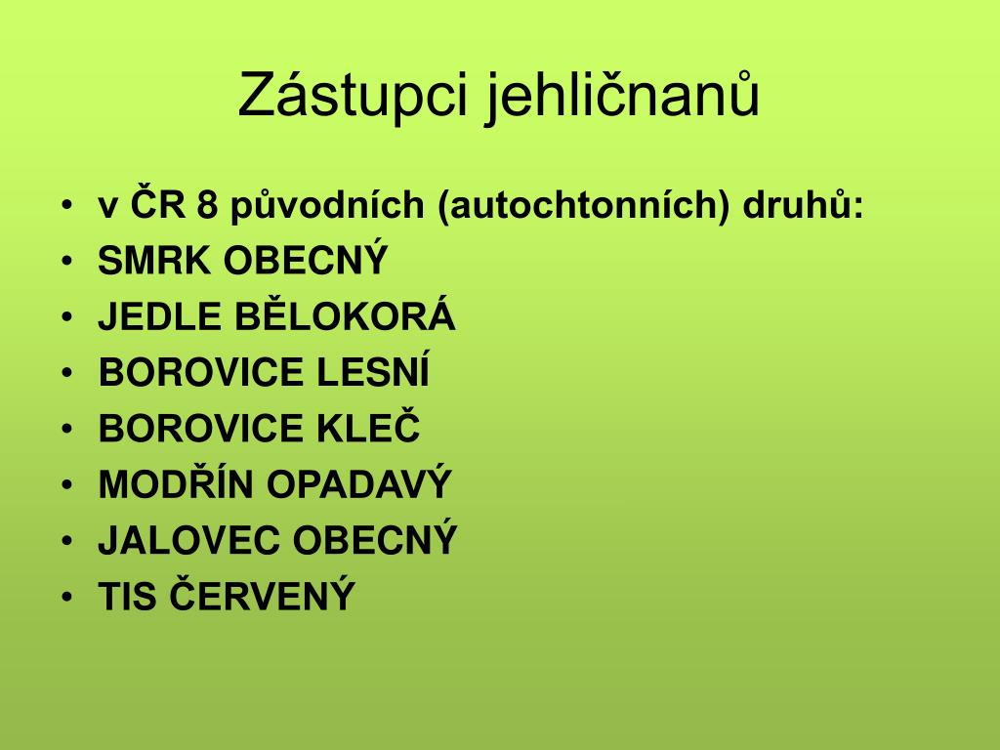 Zástupci jehličnanů
• v ČR 8 původních (autochtonních) druhů:
• SMRK OBECNÝ
• JEDLE BĚLOKORÁ
• BOROVICE LESNÍ
• BOROVICE KLEČ
• MODŘÍN OPADAVÝ
• JALOVEC OBECNÝ
• TIS ČERVENÝ